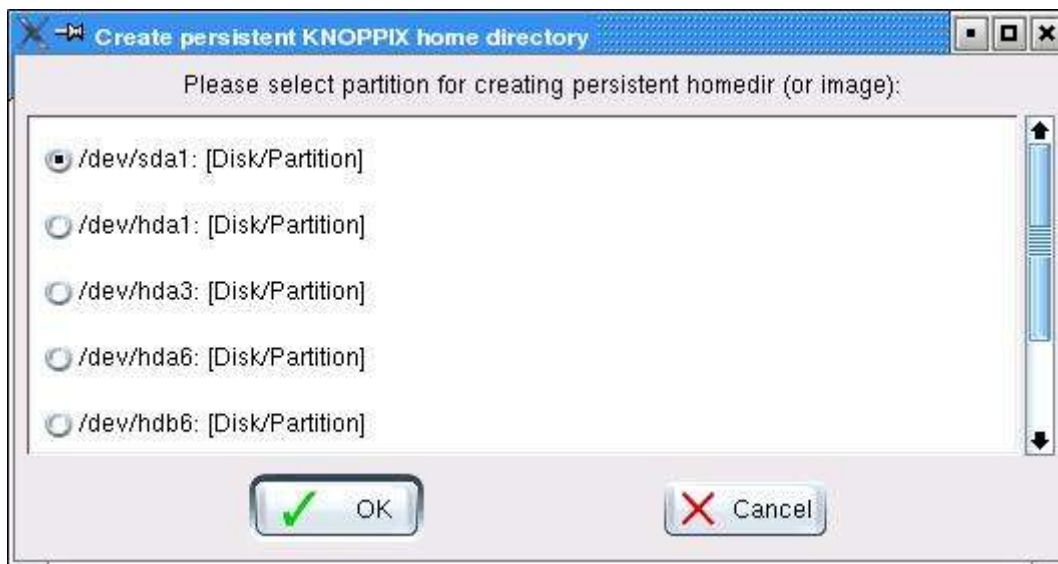 Create persistent KNOPPIX home directory
Please select partition for creating persistent homedir (or image):
/dev/sda1: [Disk/Partition]
/dev/hda1: [Disk/Partition]
/dev/hda3: [Disk/Partition]
/dev/hda6: [Disk/Partition]
/dev/hdb6: [Disk/Partition]
OK
Cancel